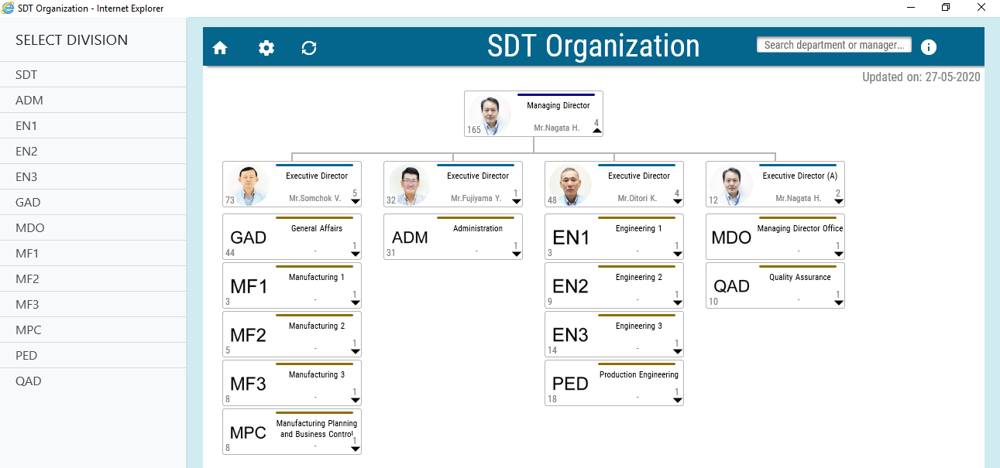 SDT Organization - Internet Explorer
SELECT DIVISION
SDT
ADM
EN1
EN2
EN3
GAD
MDO
MF1
MF2
MF3
MPC
PED
QAD
SDT Organization
Search department or manager...
Updated on: 27-05-2020
Managing Director
Mr.Nagata H.
165
4
Executive Director
Mr.Somchok V.
73
5
Executive Director
Mr.Fujiyama Y.
32
1
Executive Director
Mr.Oitori K.
48
4
Executive Director (A)
Mr.Nagata H.
12
2
GAD
General Affairs
-
44
1
ADM
Administration
-
31
1
EN1
Engineering 1
-
3
1
MDO
Managing Director Office
-
1
MF1
Manufacturing 1
-
3
1
EN2
Engineering 2
-
9
1
QAD
Quality Assurance
-
10
1
MF2
Manufacturing 2
-
5
1
EN3
Engineering 3
-
14
1
MF3
Manufacturing 3
-
8
1
PED
Production Engineering
-
18
1
MPC
Manufacturing Planning
and Business Control
-
8
1